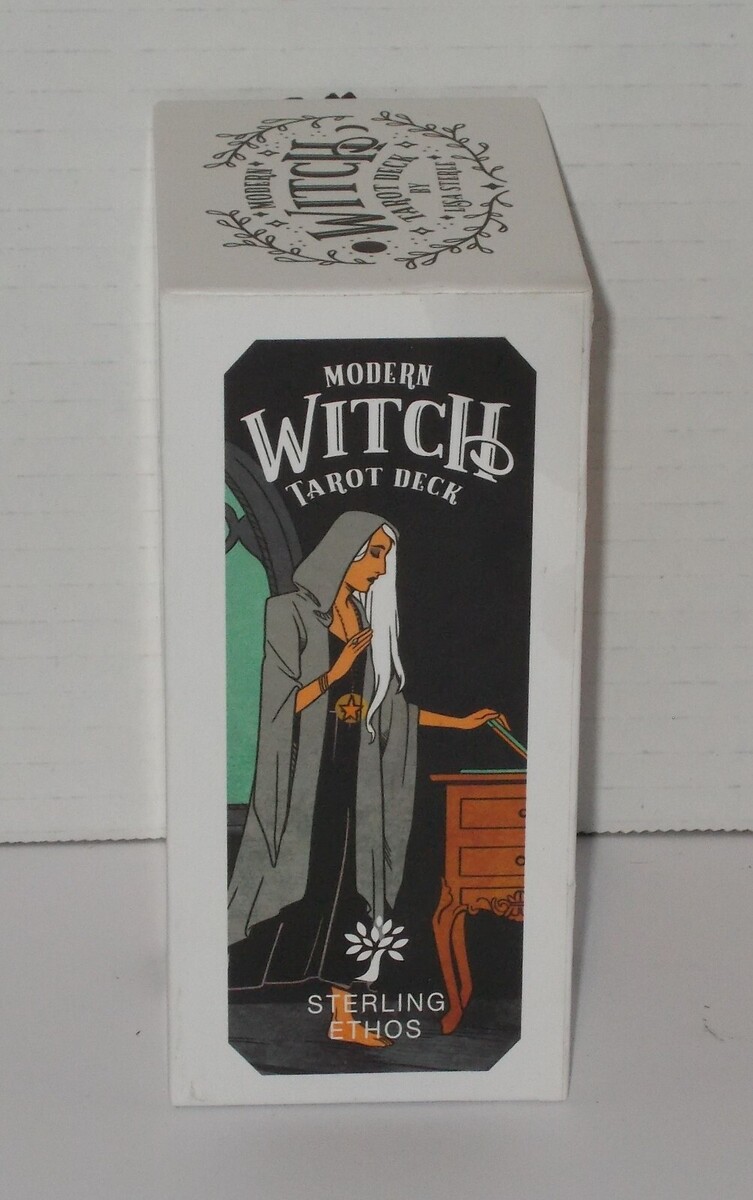 MODERN
WITCH
TAROT DECK
BY
LISA STERLE
MODERN
WITCH
TAROT DECK
STERLING
ETHOS